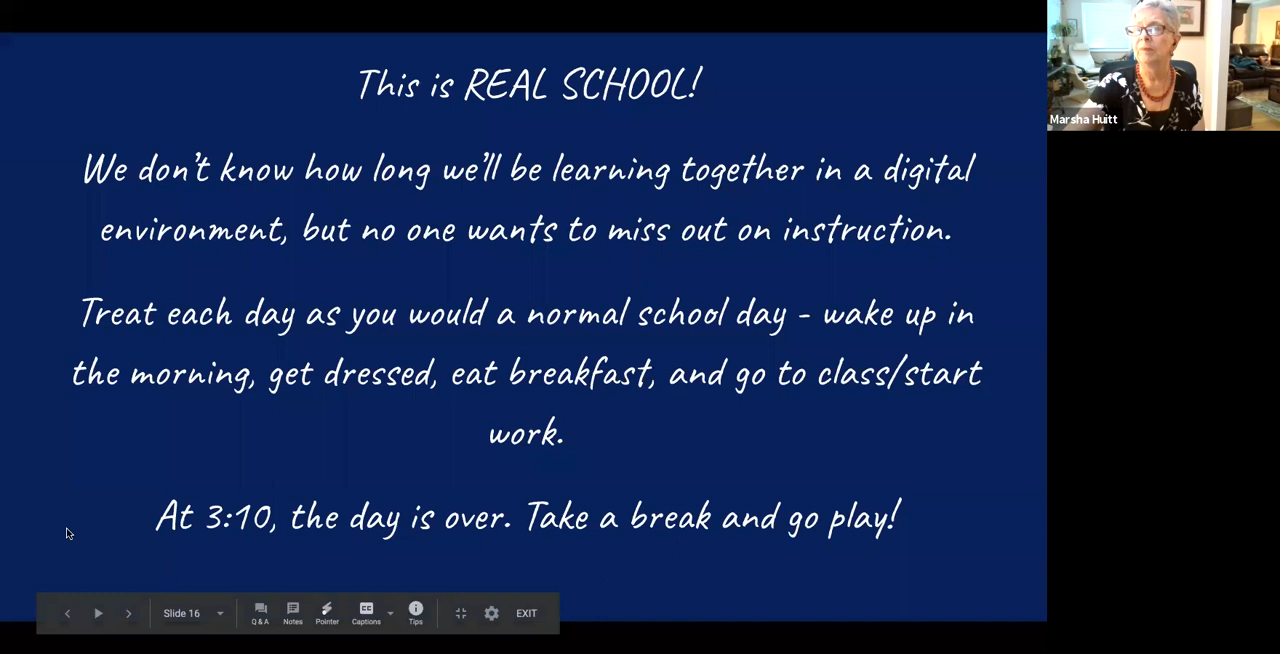 This is REAL SCHOOL!
We don't know how long we'll be learning together in a digital
environment, but no one wants to miss out on instruction.
Treat each day as you would a normal school day - wake up in
the morning, get dressed, eat breakfast, and go to class/start
work.
At 3:10, the day is over. Take a break and go play!
Marsha Huitt
Slide 16
Q & A
Notes
Pointer
Captions
Tips
EXIT